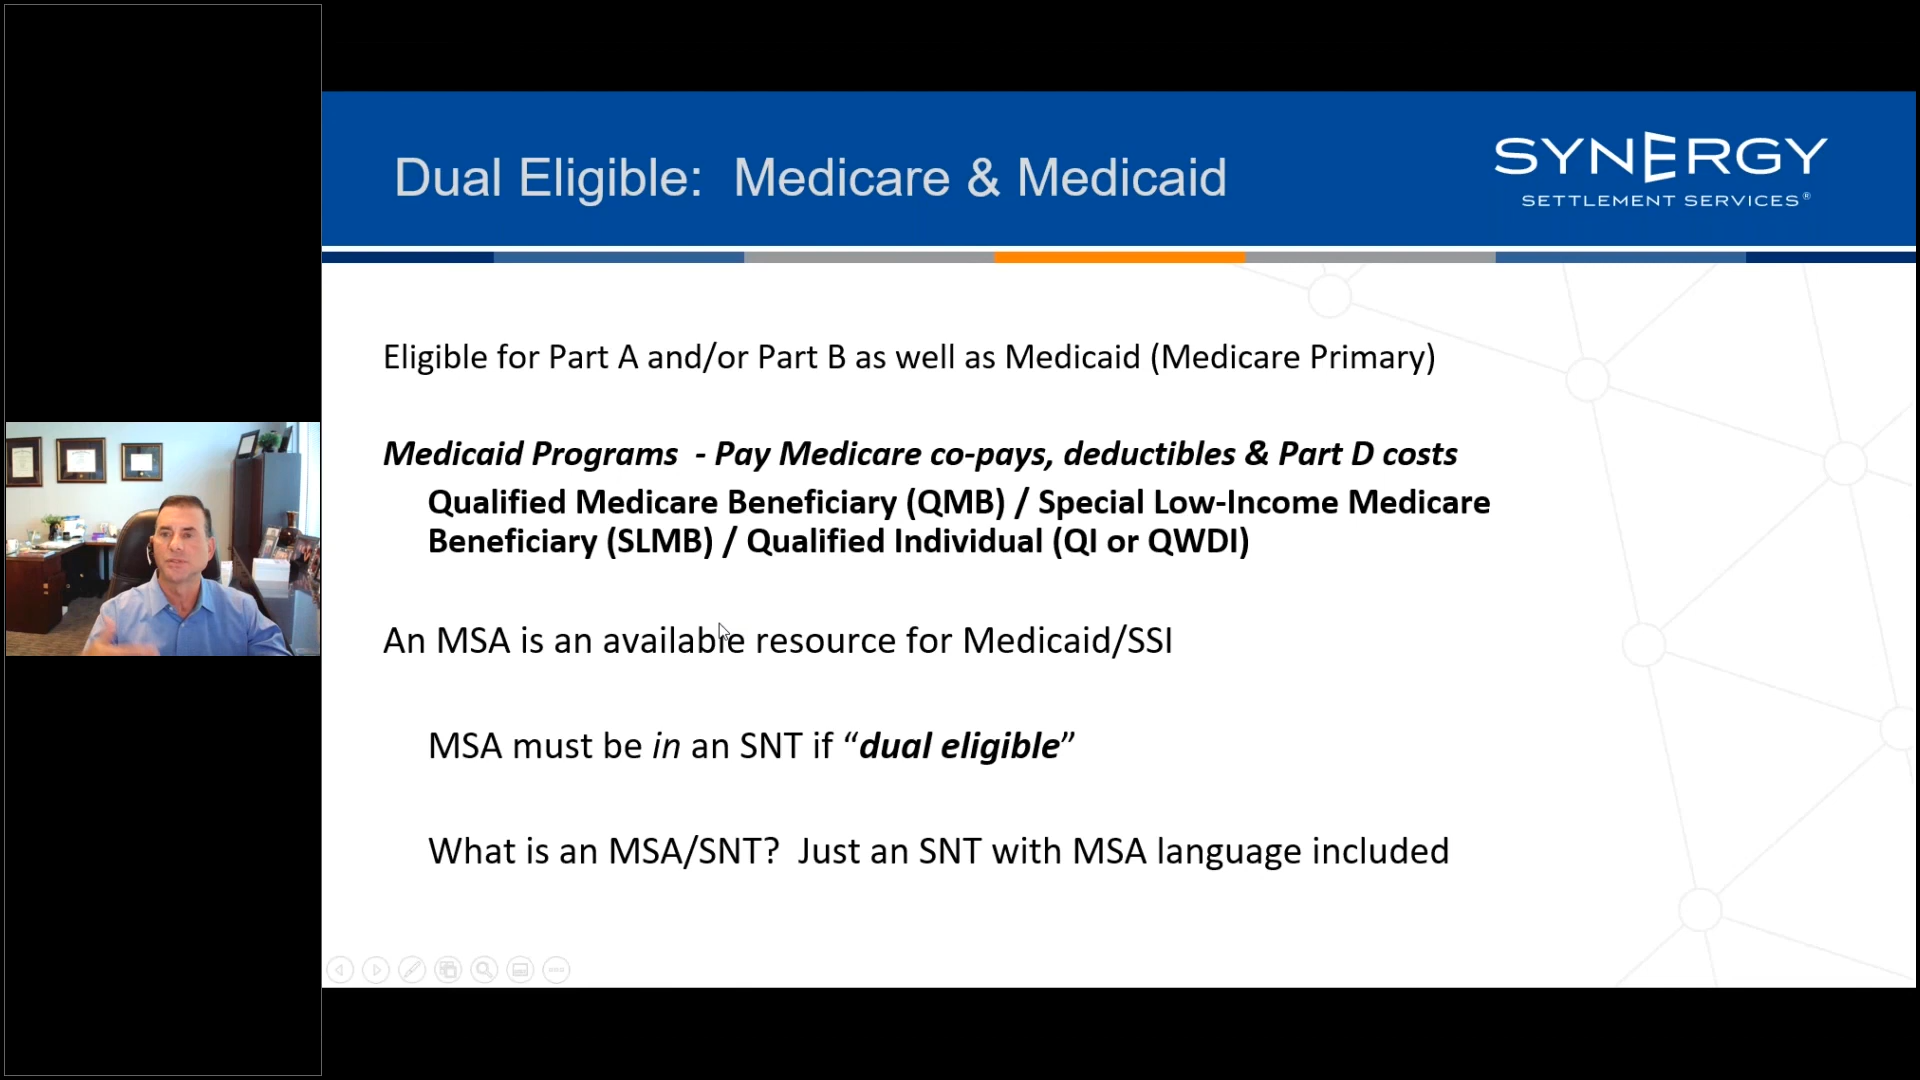 Dual Eligible: Medicare & Medicaid
SYNERGY
SETTLEMENT SERVICES®
Eligible for Part A and/or Part B as well as Medicaid (Medicare Primary)
Medicaid Programs - Pay Medicare co-pays, deductibles & Part D costs
Qualified Medicare Beneficiary (QMB) / Special Low-Income Medicare
Beneficiary (SLMB) / Qualified Individual (QI or QWDI)
An MSA is an available resource for Medicaid/SSI
MSA must be in an SNT if “dual eligible”
What is an MSA/SNT? Just an SNT with MSA language included